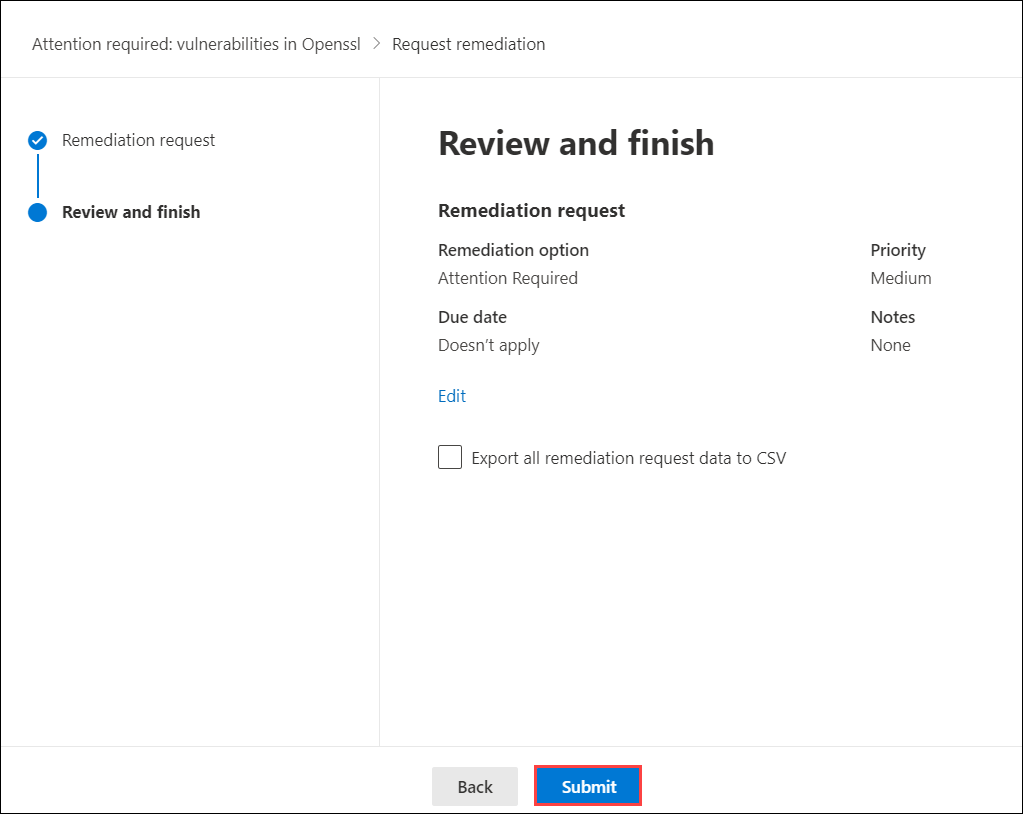 Attention required: vulnerabilities in Openssl > Request remediation
Remediation request
Review and finish
Review and finish
Remediation request
Remediation option
Priority
Attention Required
Medium
Due date
Notes
Doesn't apply
None
Edit
Export all remediation request data to CSV
Back
Submit